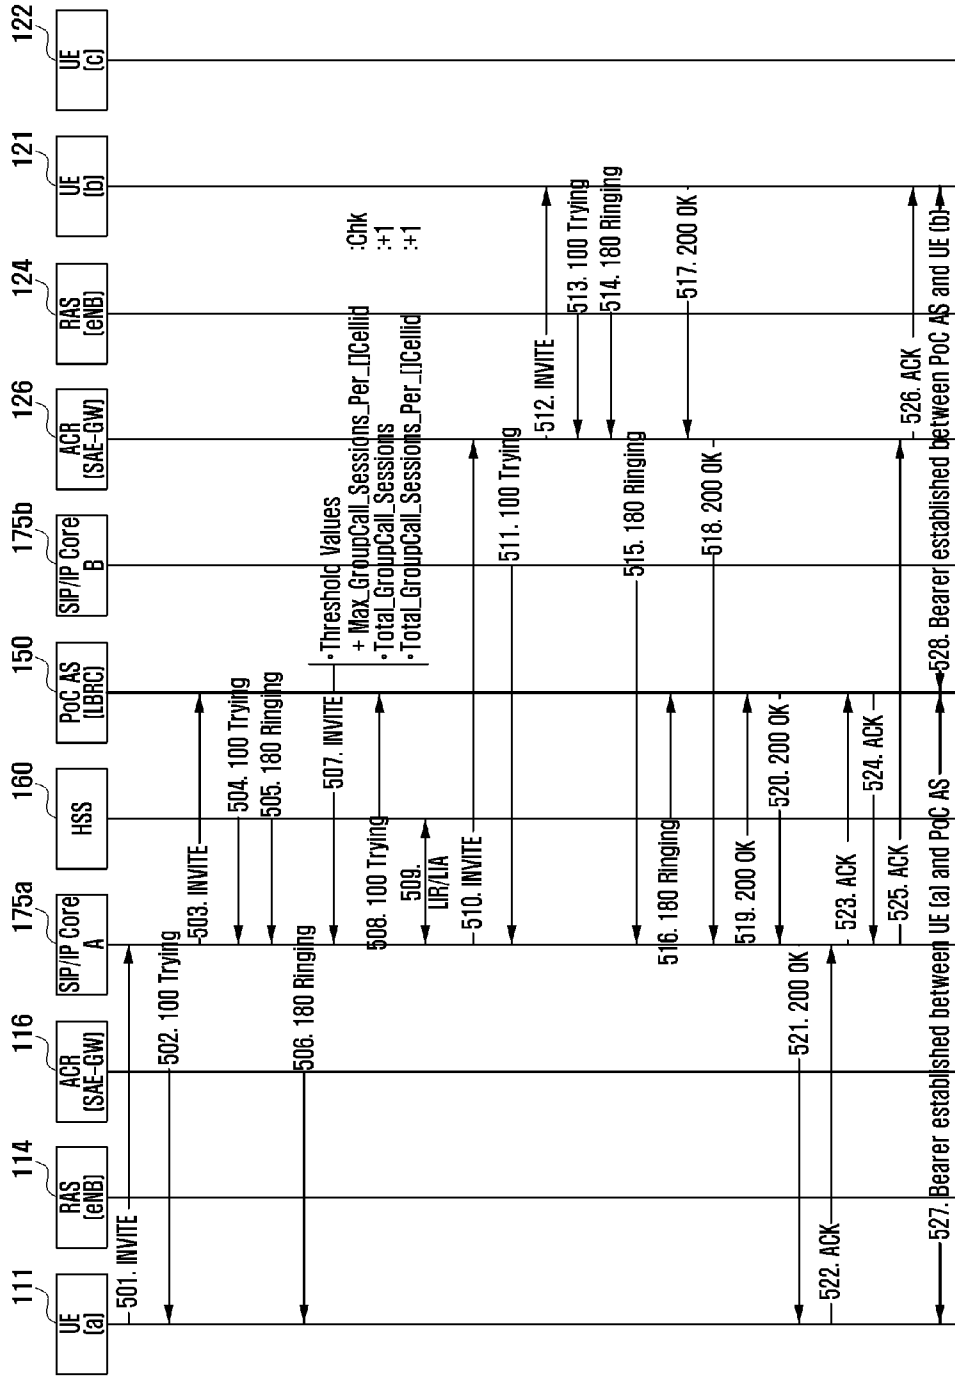 111
UE
(a)
114
RAS
(eNB)
116
ACR
(SAE-GW)
175a
SIP/IP Core
A
160
HSS
150
PoC AS
(LBRC)
175b
SIP/IP Core
B
126
ACR
(SAE-GW)
124
RAS
(eNB)
121
UE
(b)
122
UE
(c)
501. INVITE
502. 100 Trying
503. INVITE
504. 100 Trying
505. 180 Ringing
506. 180 Ringing
507. INVITE
• Threshold Values
+ Max_GroupCall_Sessions_Per_[]Cellid :Chk
• Total_GroupCall_Sessions :+1
• Total_GroupCall_Sessions_Per_[]Cellid :+1
508. 100 Trying
509.
LIR/LIA
510. INVITE
511. 100 Trying
512. INVITE
513. 100 Trying
514. 180 Ringing
515. 180 Ringing
516. 180 Ringing
517. 200 OK
518. 200 OK
519. 200 OK
520. 200 OK
521. 200 OK
522. ACK
523. ACK
524. ACK
525. ACK
526. ACK
527. Bearer established between UE (a) and PoC AS
528. Bearer established between PoC AS and UE (b)